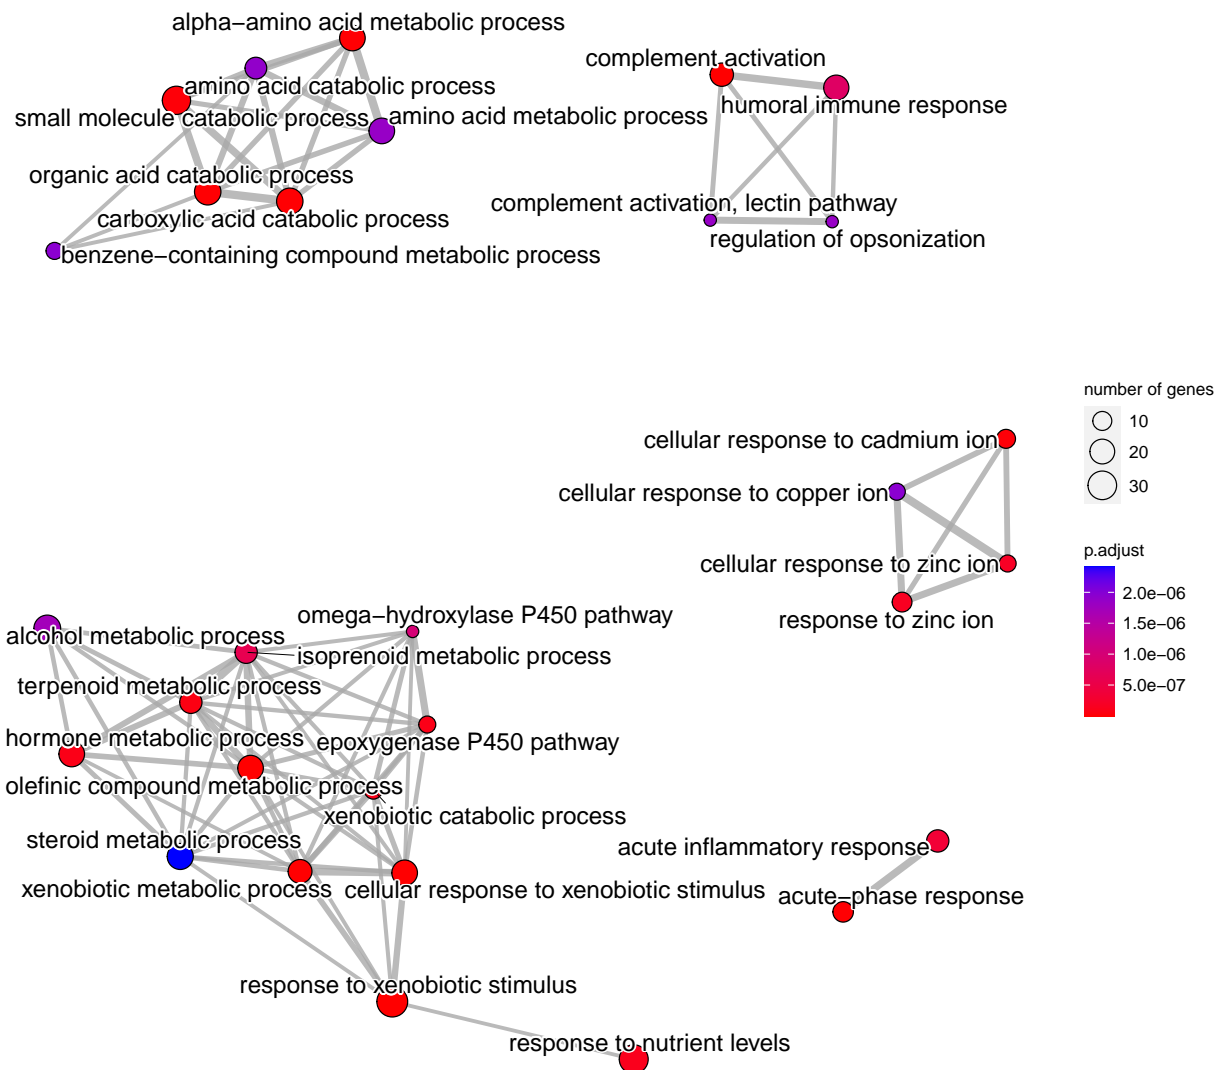 alpha−amino acid metabolic process
amino acid catabolic process
small molecule catabolic process
amino acid metabolic process
organic acid catabolic process
carboxylic acid catabolic process
benzene−containing compound metabolic process
complement activation
humoral immune response
complement activation, lectin pathway
regulation of opsonization
number of genes
10
20
30
cellular response to cadmium ion
cellular response to copper ion
cellular response to zinc ion
response to zinc ion
p.adjust
2.0e−06
1.5e−06
1.0e−06
5.0e−07
omega−hydroxylase P450 pathway
alcohol metabolic process
isoprenoid metabolic process
terpenoid metabolic process
hormone metabolic process
epoxygenase P450 pathway
olefinic compound metabolic process
xenobiotic catabolic process
steroid metabolic process
xenobiotic metabolic process
cellular response to xenobiotic stimulus
acute inflammatory response
acute−phase response
response to xenobiotic stimulus
response to nutrient levels